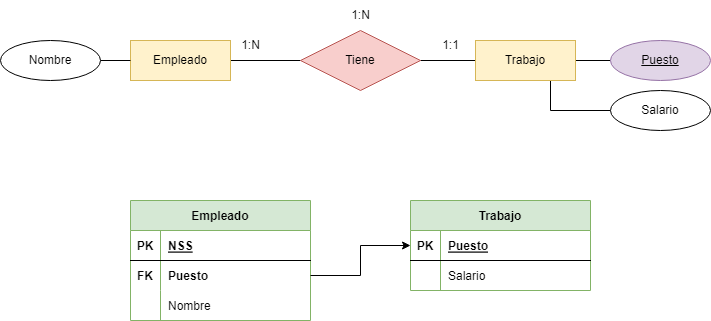 1:N
Nombre
Empleado
1:N
Tiene
1:1
Trabajo
Puesto
Salario
Empleado
PK NSS
FK Puesto
Nombre
Trabajo
PK Puesto
Salario